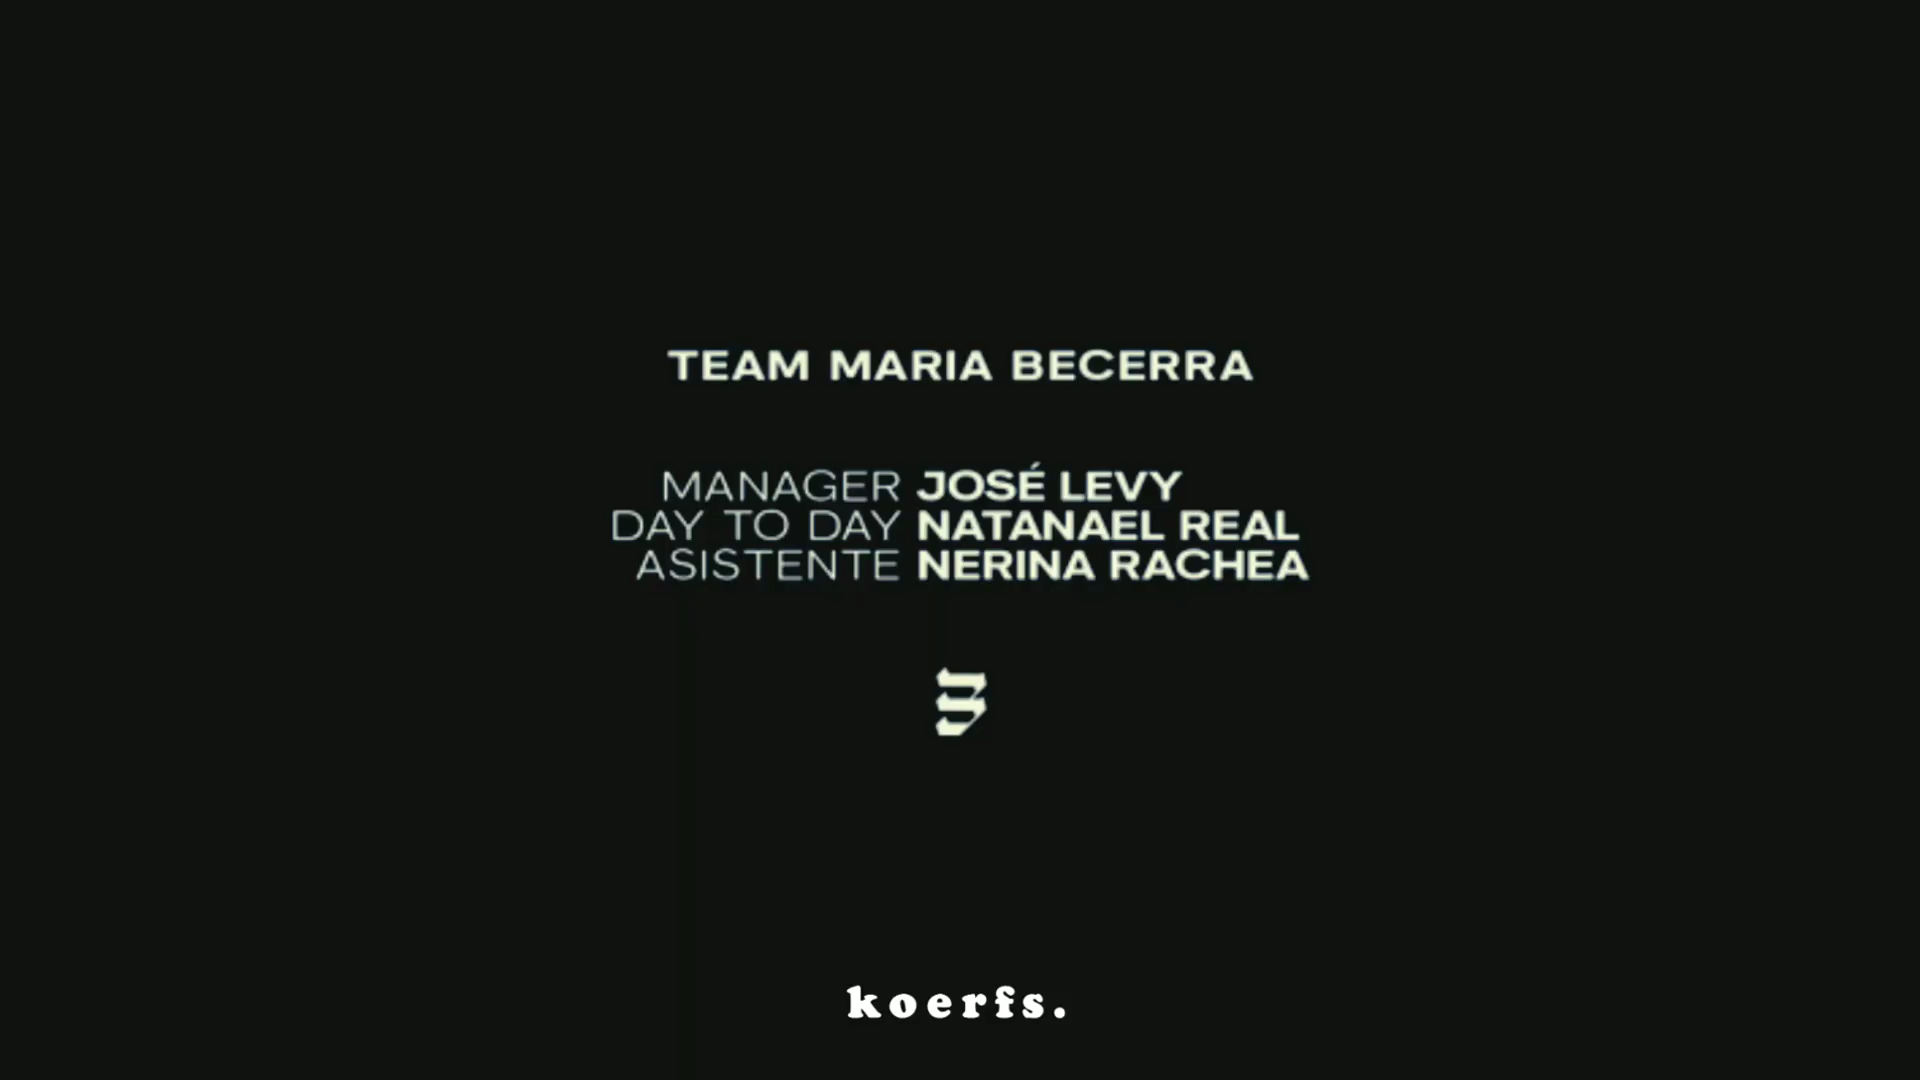 TEAM MARIA BECERRA
MANAGER JOSÉ LEVY
DAY TO DAY NATANAEL REAL
ASISTENTE NERINA RACHEA
koerfs.